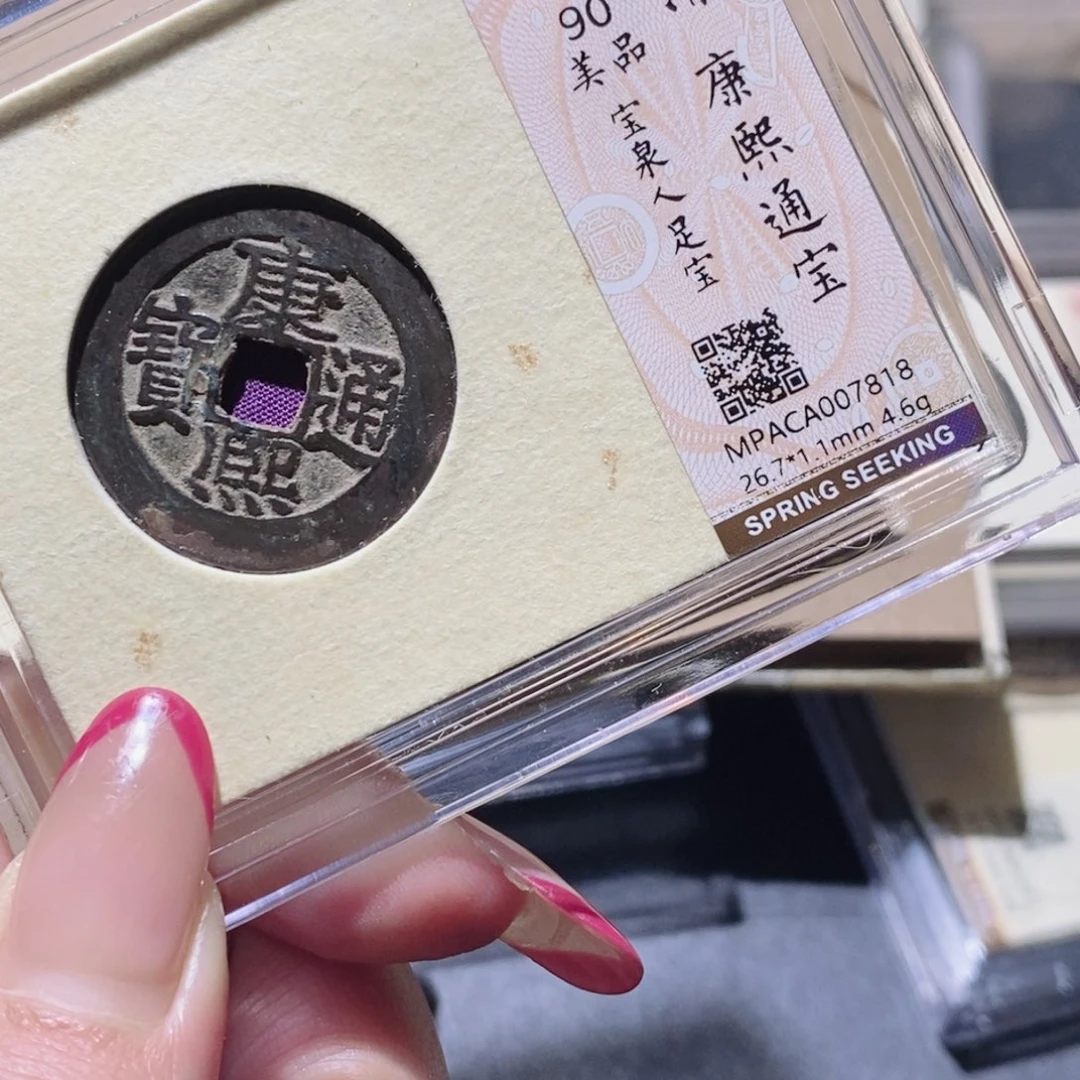 康熙通寶
90
美品
宝泉人足宝
康熙通宝
MPACA007818
26.7*1.1mm 4.6g
SPRING SEEKING